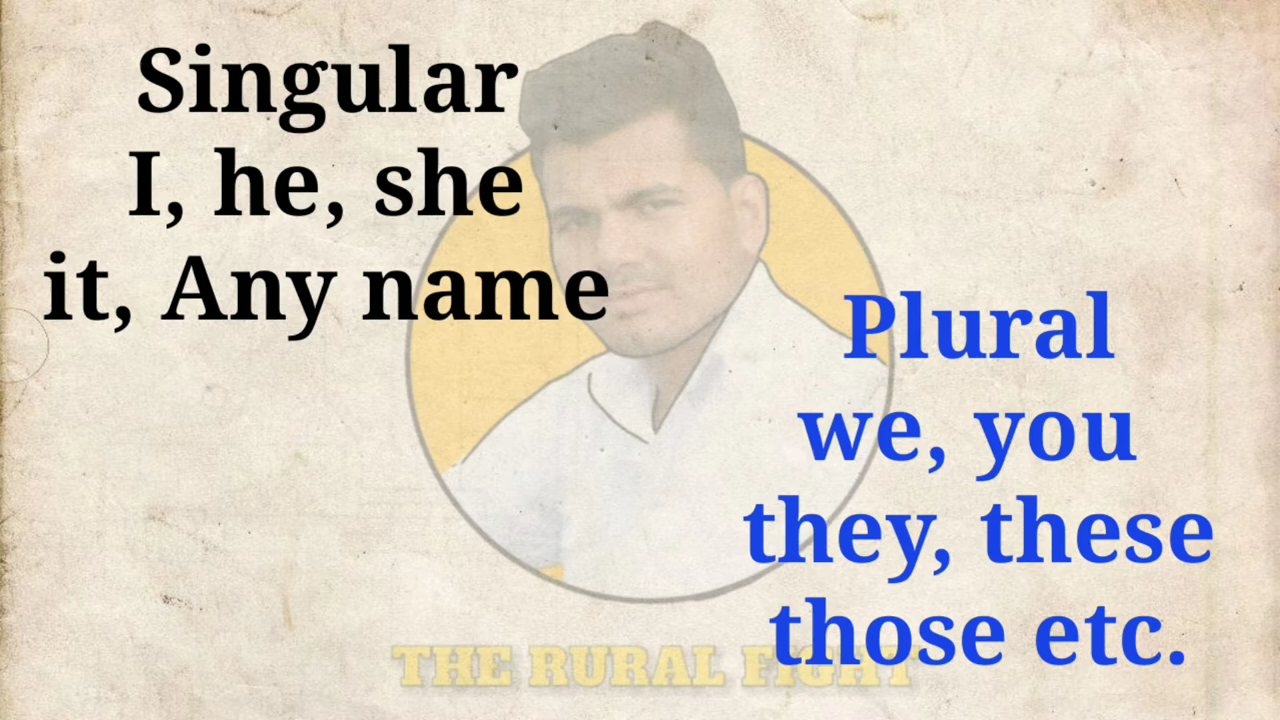 Singular
I, he, she
it, Any name
Plural
we, you
they, these
those etc.
THE RURAL FIGHT